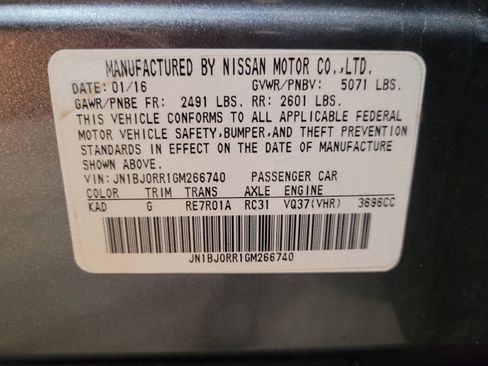 MANUFACTURED BY NISSAN MOTOR CO.,LTD.
DATE: 01/16 GVWR/PNBV: 5071 LBS.
GAWR/PNBE FR: 2491 LBS. RR: 2601 LBS.
THIS VEHICLE CONFORMS TO ALL APPLICABLE FEDERAL
MOTOR VEHICLE SAFETY,BUMPER,AND THEFT PREVENTION
STANDARDS IN EFFECT ON THE DATE OF MANUFACTURE
SHOWN ABOVE.
VIN: JN1BJ0RR1GM266740 PASSENGER CAR
COLOR TRIM TRANS AXLE ENGINE
KAD G RE7R01A RC31 VQ37(VHR) 3696CC
JN1BJ0RR1GM266740